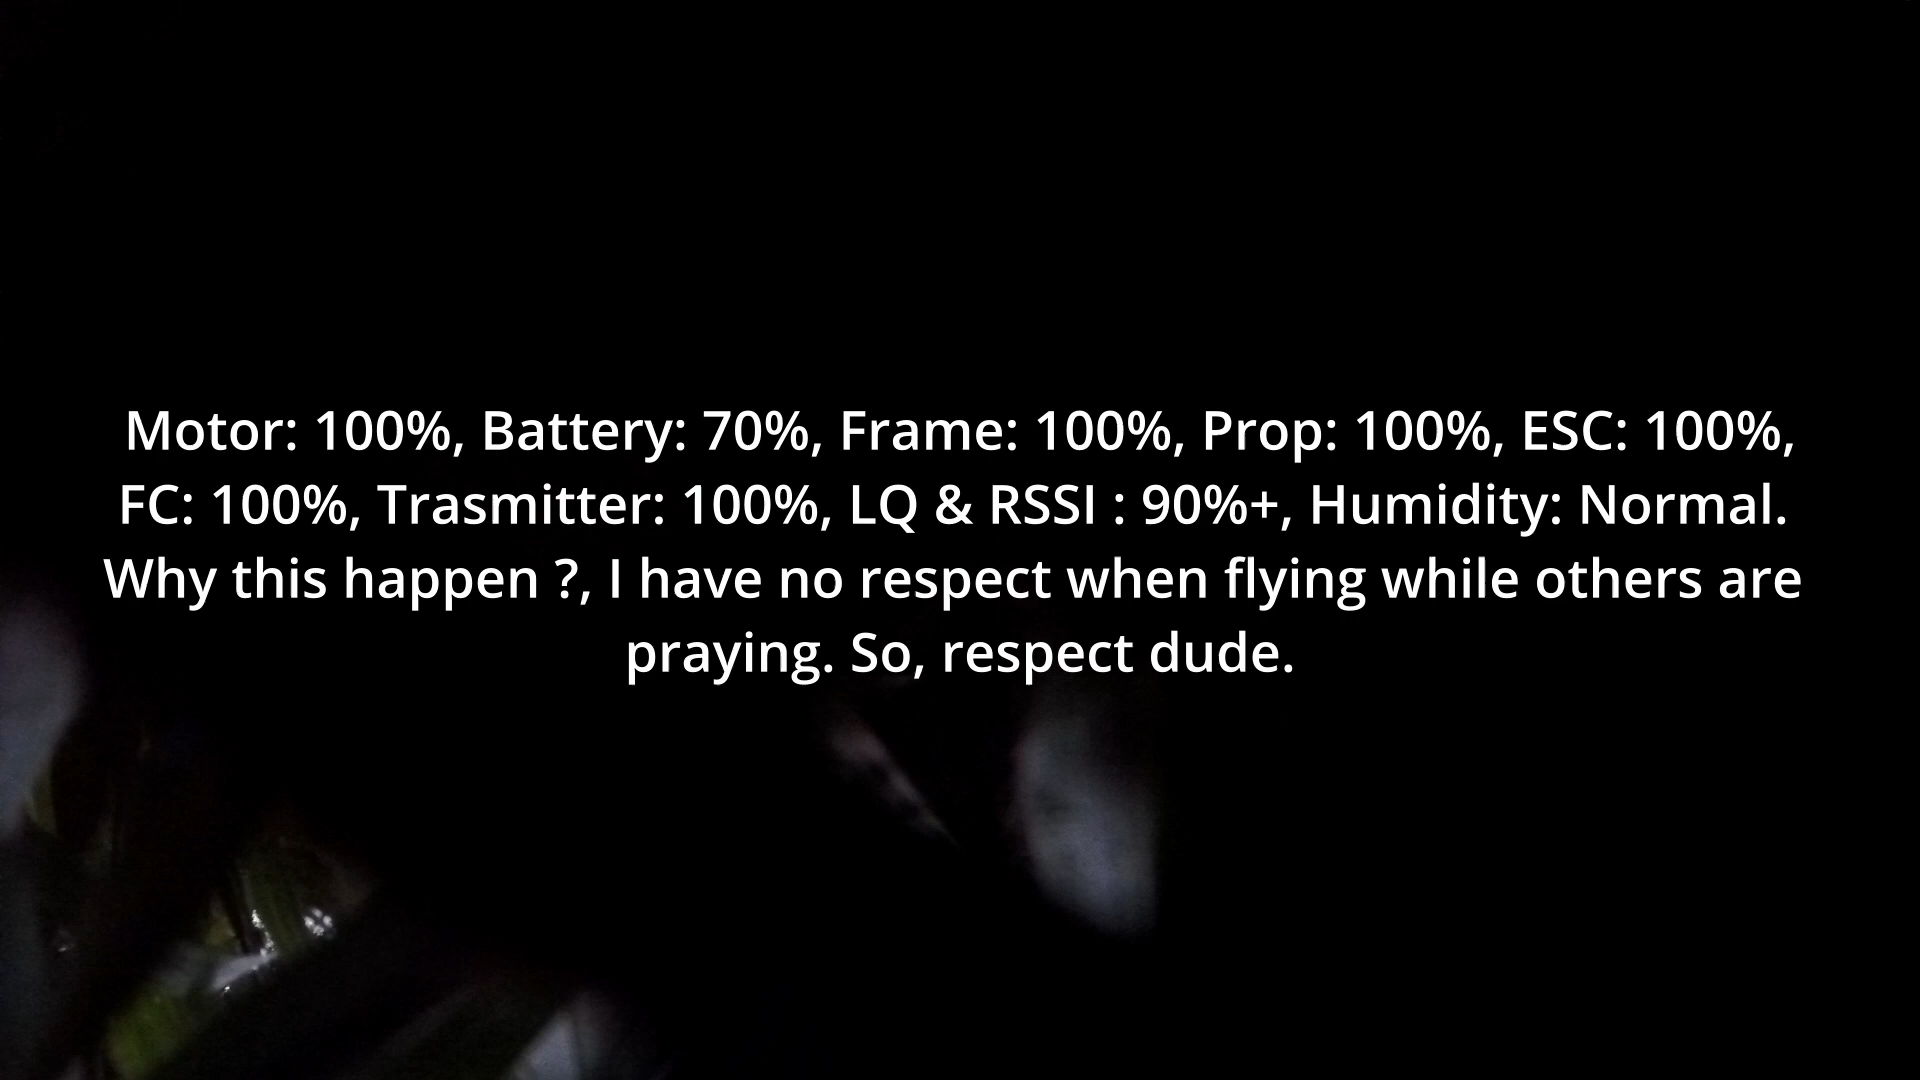 Motor: 100%, Battery: 70%, Frame: 100%, Prop: 100%, ESC: 100%,
FC: 100%, Trasmitter: 100%, LQ & RSSI : 90%+, Humidity: Normal.
Why this happen ?, I have no respect when flying while others are
praying. So, respect dude.